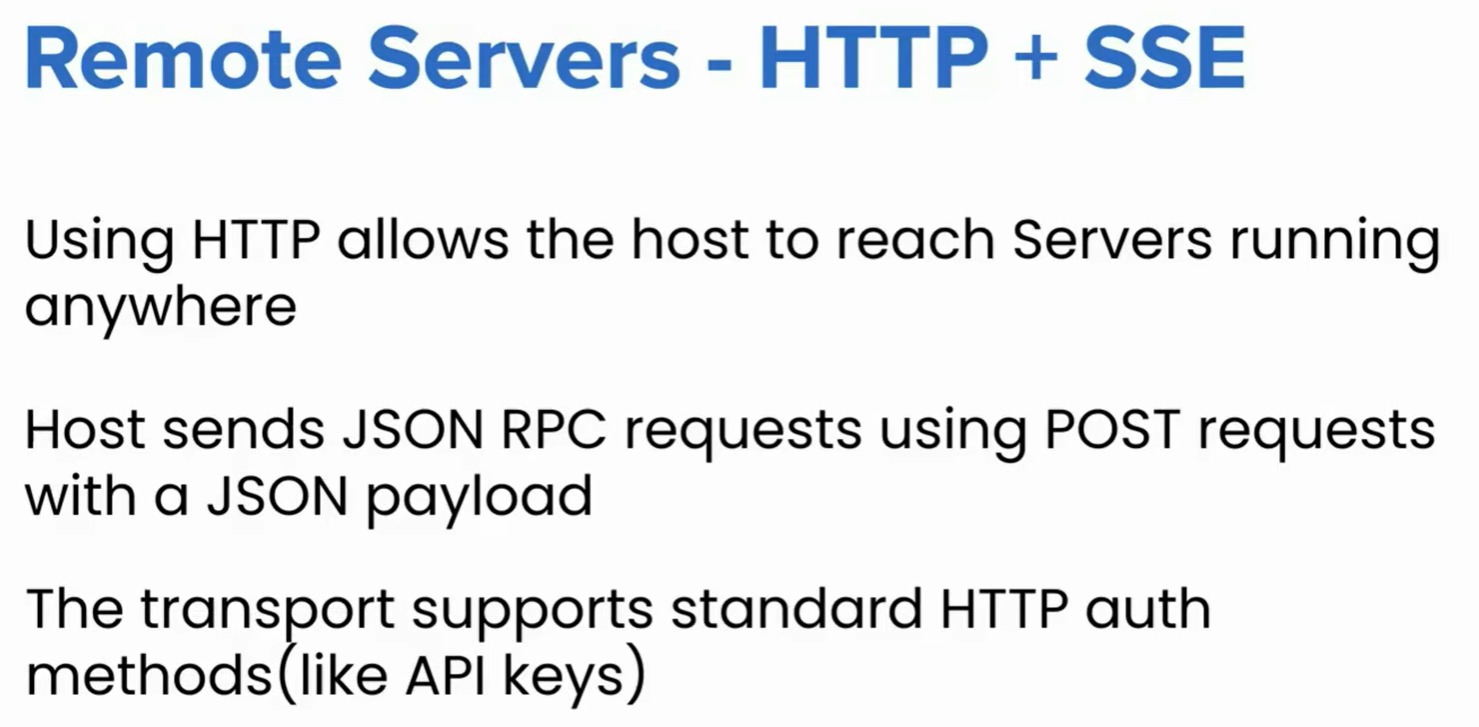 Remote Servers - HTTP + SSE
Using HTTP allows the host to reach Servers running
anywhere
Host sends JSON RPC requests using POST requests
with a JSON payload
The transport supports standard HTTP auth
methods(like API keys)